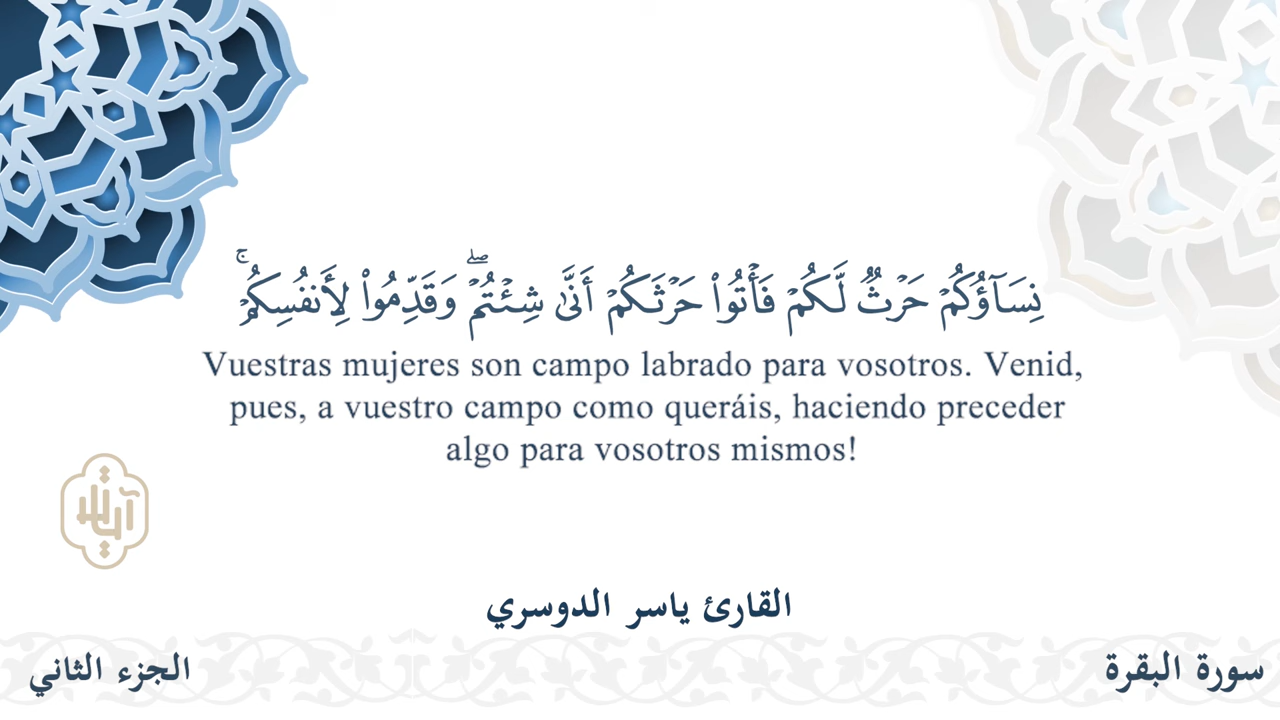 نِسَآؤُكُمۡ حَرۡثٞ لَّكُمۡ فَأۡتُواْ حَرۡثَكُمۡ أَنَّىٰ شِئۡتُمۡۖ وَقَدِّمُواْ لِأَنفُسِكُمۡۚ
Vuestras mujeres son campo labrado para vosotros. Venid,
pues, a vuestro campo como queráis, haciendo preceder
algo para vosotros mismos!
القارئ ياسر الدوسري
سورة البقرة
الجزء الثاني